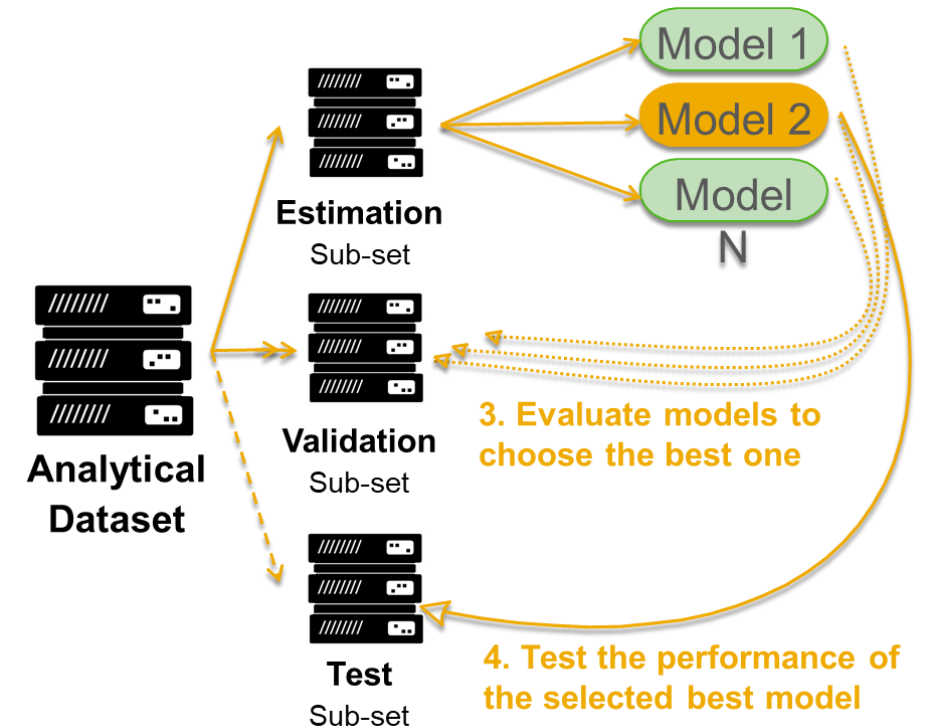 Model 1
Model 2
Model
N
Estimation
Sub-set
Analytical
Dataset
Validation
Sub-set
3. Evaluate models to
choose the best one
Test
Sub-set
4. Test the performance of
the selected best model